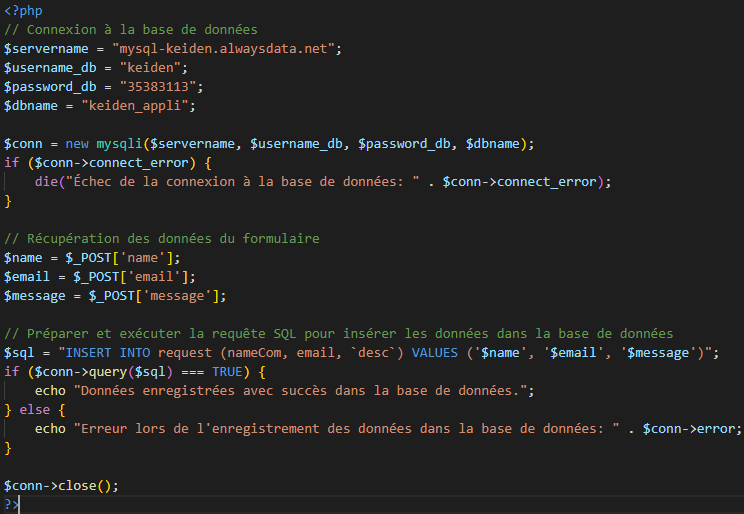 <?php
// Connexion à la base de données
$servername = "mysql-keiden.alwaysdata.net";
$username_db = "keiden";
$password_db = "35383113";
$dbname = "keiden_appli";
$conn = new mysqli($servername, $username_db, $password_db, $dbname);
if ($conn->connect_error) {
    die("Échec de la connexion à la base de données: " . $conn->connect_error);
}
// Récupération des données du formulaire
$name = $_POST['name'];
$email = $_POST['email'];
$message = $_POST['message'];
// Préparer et exécuter la requête SQL pour insérer les données dans la base de données
$sql = "INSERT INTO request (nameCom, email, `desc`) VALUES ('$name', '$email', '$message')";
if ($conn->query($sql) === TRUE) {
    echo "Données enregistrées avec succès dans la base de données.";
} else {
    echo "Erreur lors de l'enregistrement des données dans la base de données: " . $conn->error;
}
$conn->close();
?>